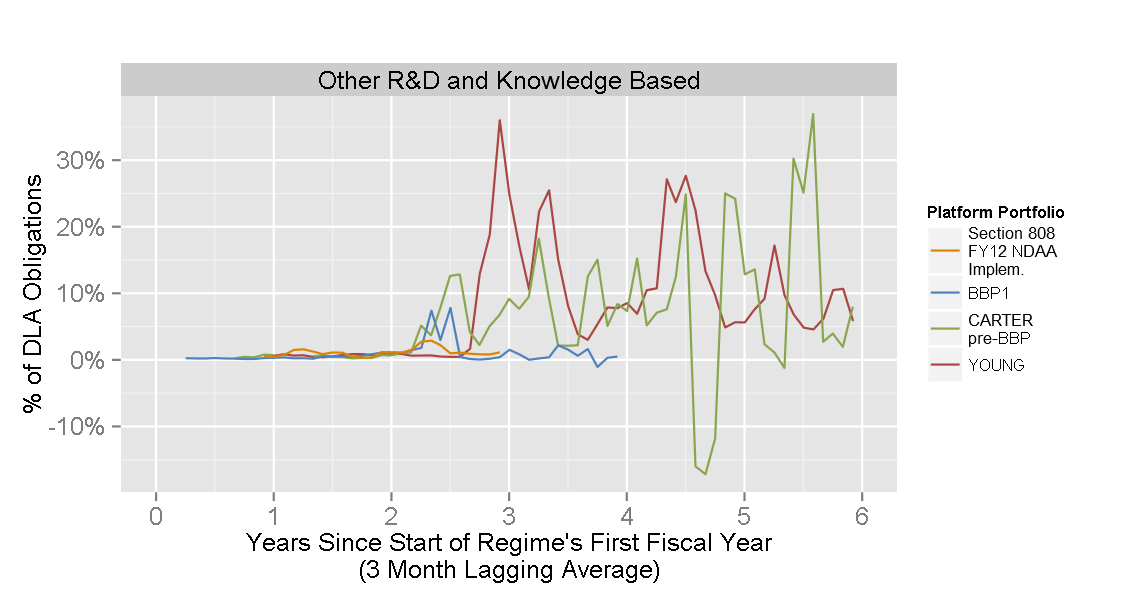 Other R&D and Knowledge Based
% of DLA Obligations
30%
20%
10%
0%
-10%
0 1 2 3 4 5 6
Years Since Start of Regime's First Fiscal Year
(3 Month Lagging Average)
Platform Portfolio
Section 808
FY12 NDAA
Implem.
BBP1
CARTER
pre-BBP
YOUNG